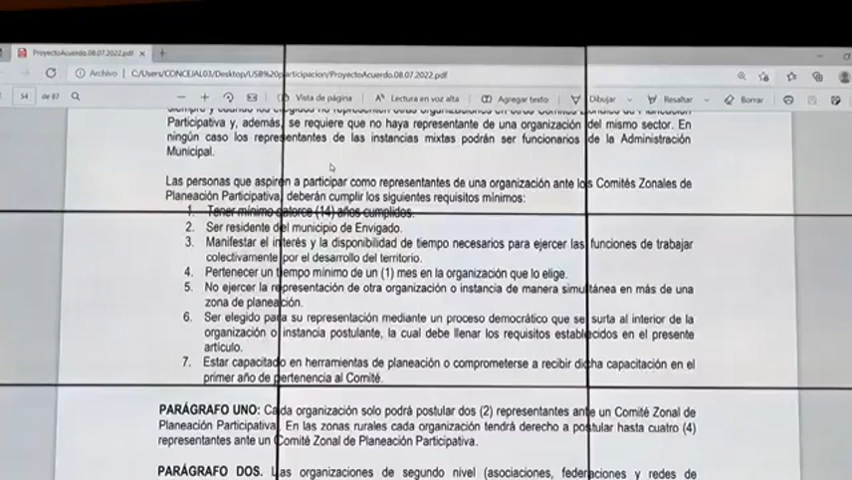 ProyectoAcuerdo.08.07.2022.pdf
Archivo C:/Users/CONCEJAL03/Desktop/USB%20participacion/ProyectoAcuerdo.08.07.2022.pdf
54 de 87 Vista de página Lectura en voz alta Agregar texto Dibujar Resaltar Borrar
Participativa y, además, se requiere que no haya representante de una organización del mismo sector. En
ningún caso los representantes de las instancias mixtas podrán ser funcionarios de la Administración
Municipal.
Las personas que aspiren a participar como representantes de una organización ante los Comités Zonales de
Planeación Participativa, deberán cumplir los siguientes requisitos mínimos:
1. Tener mínimo catorce (14) años cumplidos.
2. Ser residente del municipio de Envigado.
3. Manifestar el interés y la disponibilidad de tiempo necesarios para ejercer las funciones de trabajar
colectivamente por el desarrollo del territorio.
4. Pertenecer un tiempo mínimo de un (1) mes en la organización que lo elige.
5. No ejercer la representación de otra organización o instancia de manera simultánea en más de una
zona de planeación.
6. Ser elegido para su representación mediante un proceso democrático que se surta al interior de la
organización o instancia postulante, la cual debe llenar los requisitos establecidos en el presente
artículo.
7. Estar capacitado en herramientas de planeación o comprometerse a recibir dicha capacitación en el
primer año de pertenencia al Comité.
PARÁGRAFO UNO: Cada organización solo podrá postular dos (2) representantes ante un Comité Zonal de
Planeación Participativa. En las zonas rurales cada organización tendrá derecho a postular hasta cuatro (4)
representantes ante un Comité Zonal de Planeación Participativa.
PARÁGRAFO DOS. Las organizaciones de segundo nivel (asociaciones, federaciones y redes de